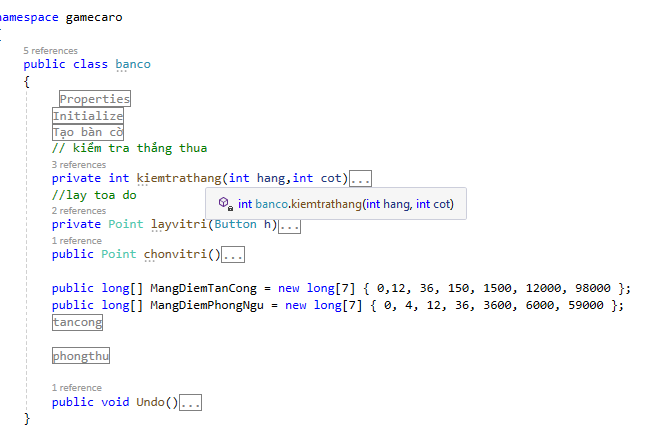 namespace gamecaro
{
5 references
public class banco
{
Properties
Initialize
Tạo bàn cờ
// kiểm tra thắng thua
3 references
private int kiemtrathang(int hang,int cot)...
//lay toa do
int banco.kiemtrathang(int hang, int cot)
2 references
private Point layvitri(Button h)...
1 reference
public Point chonvitri()...
public long[] MangDiemTanCong = new long[7] { 0,12, 36, 150, 1500, 12000, 98000 };
public long[] MangDiemPhongNgu = new long[7] { 0, 4, 12, 36, 3600, 6000, 59000 };
tancong
phongthu
1 reference
public void Undo()...
}